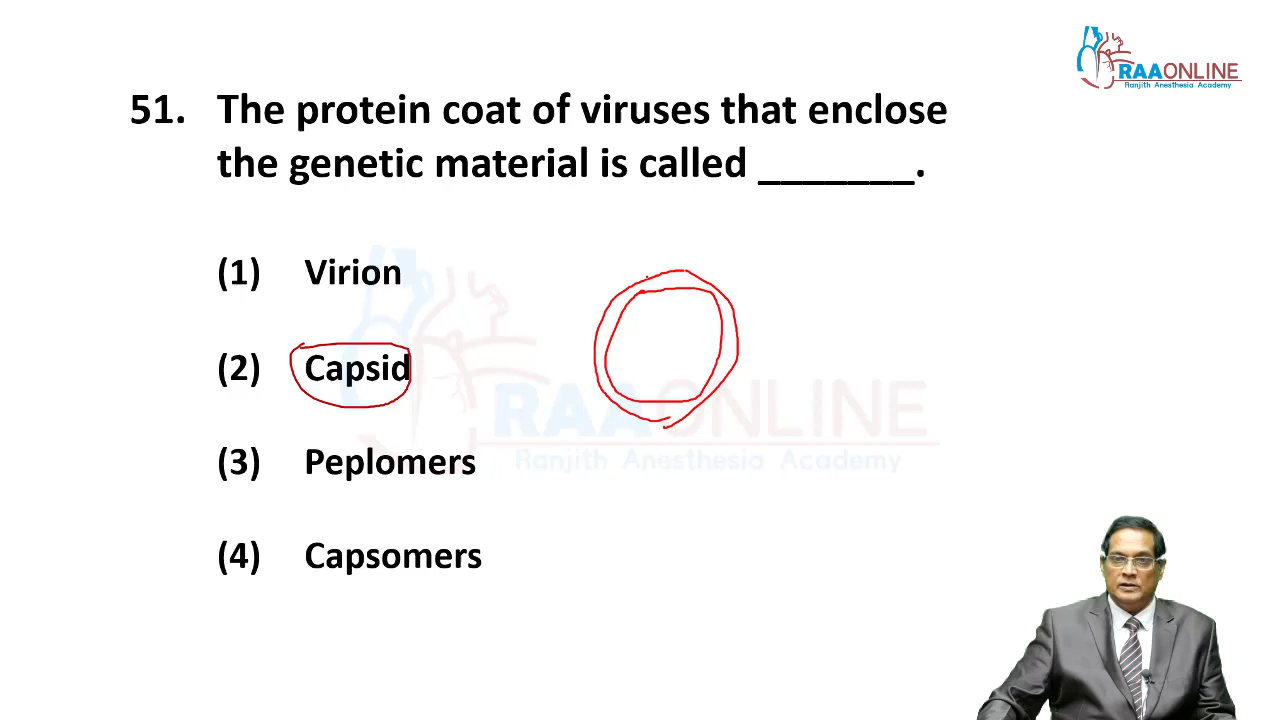 RAAONLINE
Ranjith Anesthesia Academy
51. The protein coat of viruses that enclose
the genetic material is called _______.
(1) Virion
(2) Capsid
(3) Peplomers
(4) Capsomers
RAAONLINE
Ranjith Anesthesia Academy